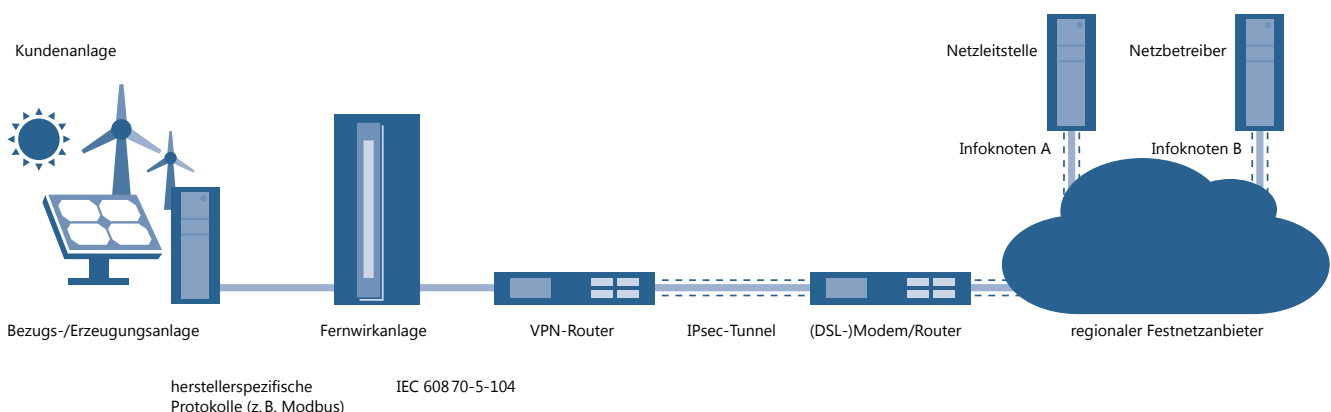 Kundenanlage
Netzleitstelle
Netzbetreiber
Infoknoten A
Infoknoten B
Bezugs-/Erzeugungsanlage
Fernwirkanlage
VPN-Router
IPsec-Tunnel
(DSL-)Modem/Router
regionaler Festnetzanbieter
herstellerspezifische
Protokolle (z. B. Modbus)
IEC 60870-5-104